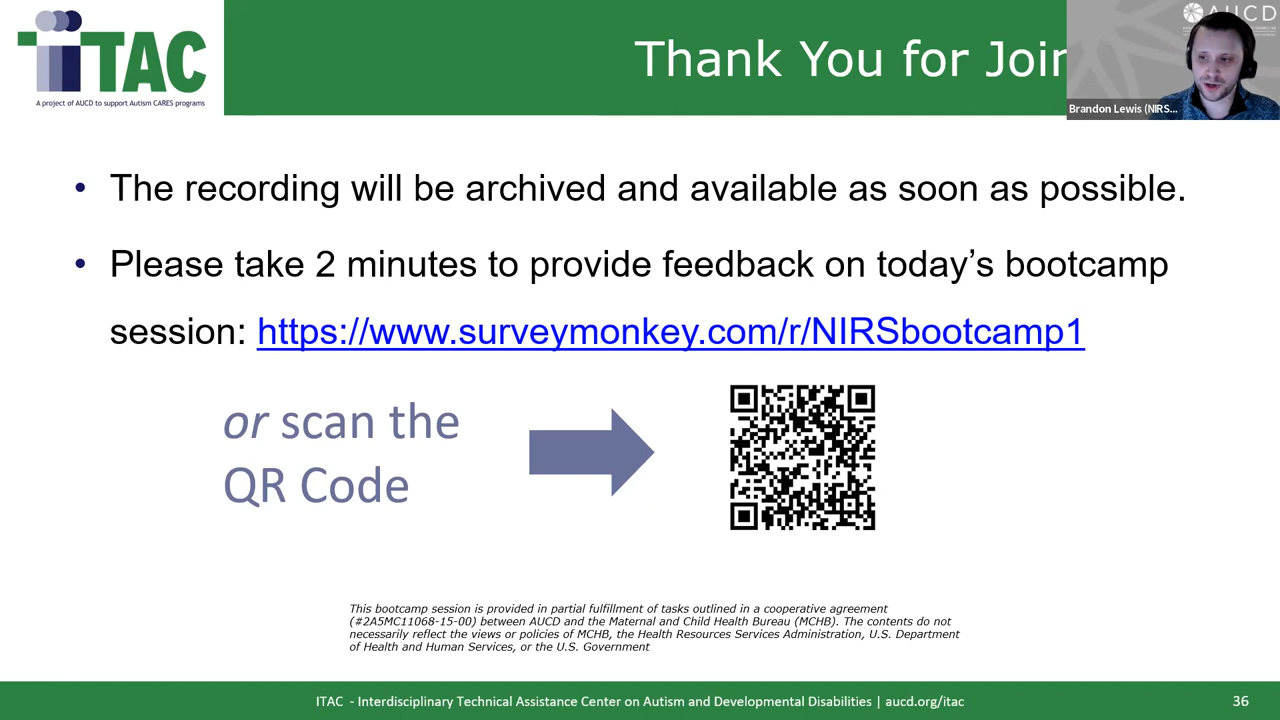 iTAC
A project of AUCD to support Autism CARES programs
Thank You for Join
AUCD
Brandon Lewis (NIRS...
• The recording will be archived and available as soon as possible.
• Please take 2 minutes to provide feedback on today’s bootcamp
session: https://www.surveymonkey.com/r/NIRSbootcamp1
or scan the
QR Code
This bootcamp session is provided in partial fulfillment of tasks outlined in a cooperative agreement
(#2A5MC11068-15-00) between AUCD and the Maternal and Child Health Bureau (MCHB). The contents do not
necessarily reflect the views or policies of MCHB, the Health Resources Services Administration, U.S. Department
of Health and Human Services, or the U.S. Government
ITAC - Interdisciplinary Technical Assistance Center on Autism and Developmental Disabilities | aucd.org/itac
36